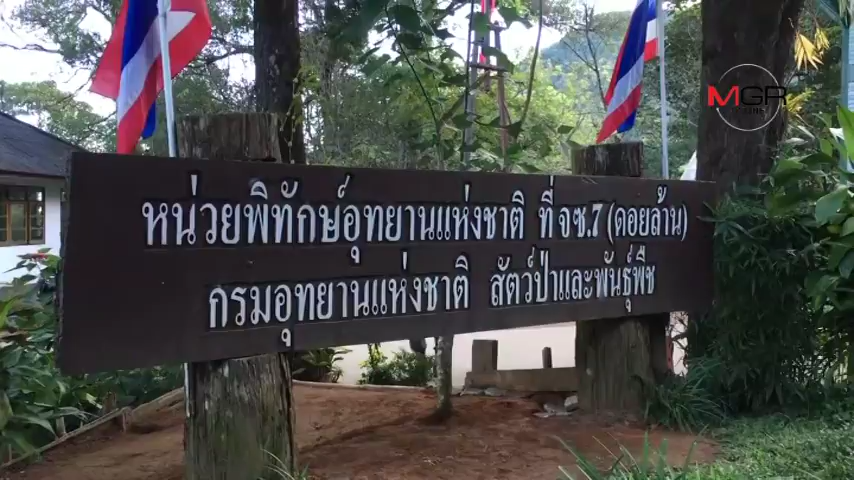 MGR
หน่วยพิทักษ์อุทยานแห่งชาติ ที่ จซ.7 (ดอยล้าน)
กรมอุทยานแห่งชาติ สัตว์ป่าและพันธุ์พืช